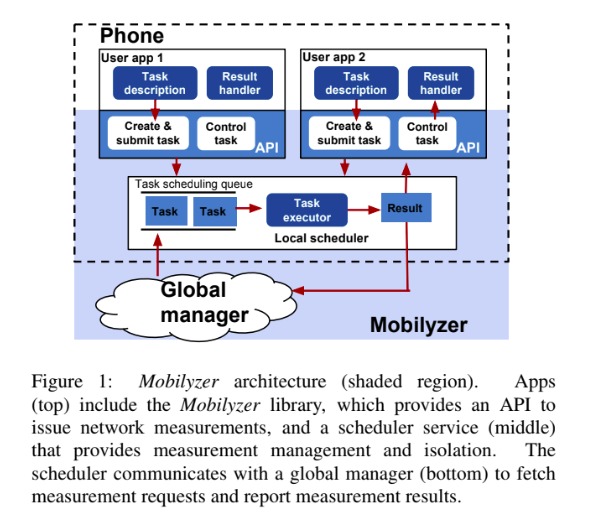 Phone
User app 1
User app 2
Task description
Result handler
Task description
Result handler
Create & submit task
Control task
API
Create & submit task
Control task
API
Task scheduling queue
Task
Task
Task executor
Result
Local scheduler
Global manager
Mobilyzer
Figure 1: Mobilyzer architecture (shaded region). Apps
(top) include the Mobilyzer library, which provides an API to
issue network measurements, and a scheduler service (middle)
that provides measurement management and isolation. The
scheduler communicates with a global manager (bottom) to fetch
measurement requests and report measurement results.